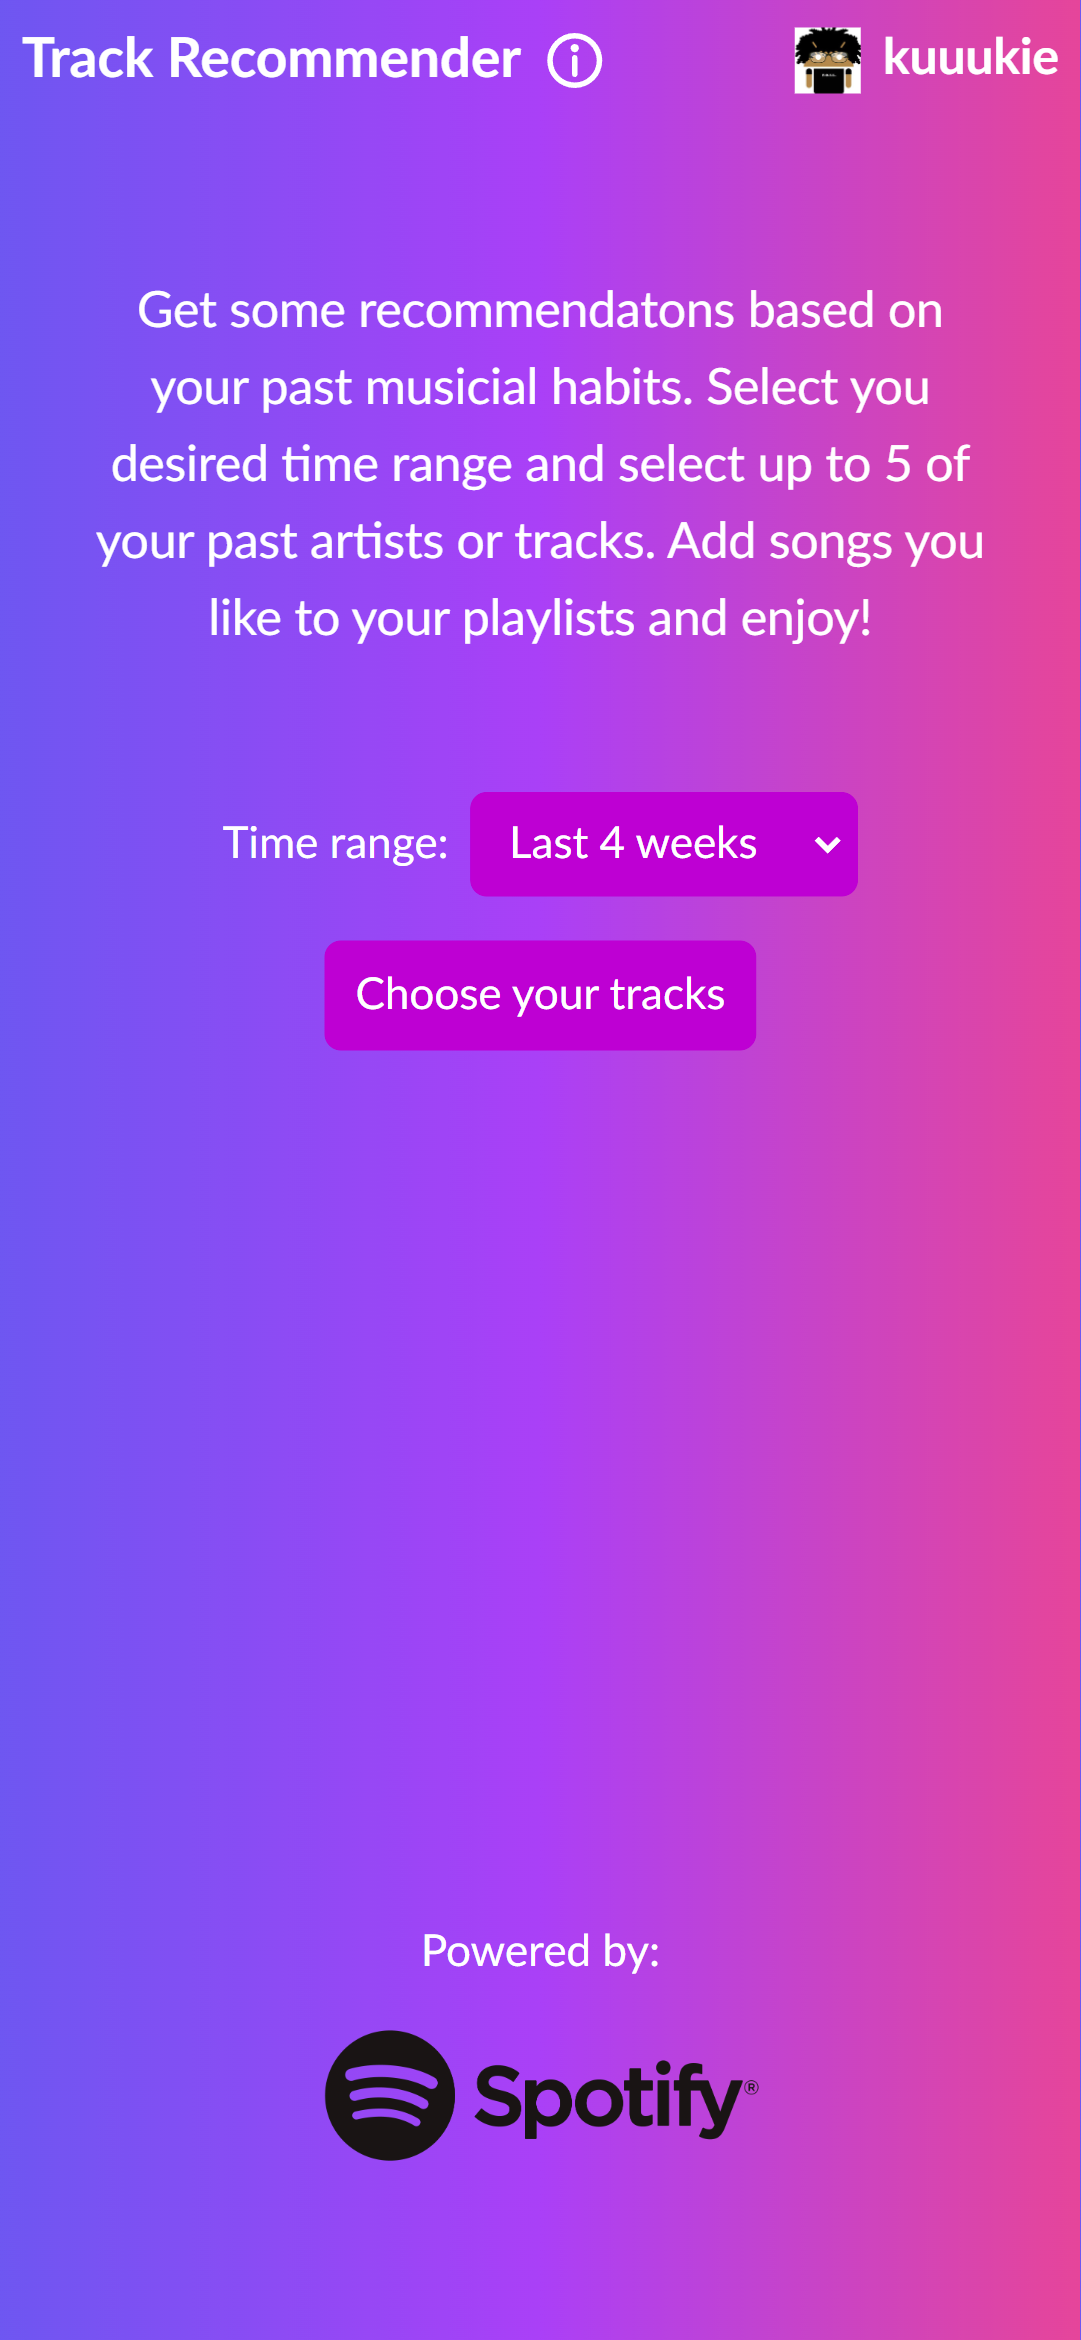 Track Recommender
kuuukie
Get some recommendatons based on
your past musicial habits. Select you
desired time range and select up to 5 of
your past artists or tracks. Add songs you
like to your playlists and enjoy!
Time range: Last 4 weeks
Choose your tracks
Powered by:
Spotify®